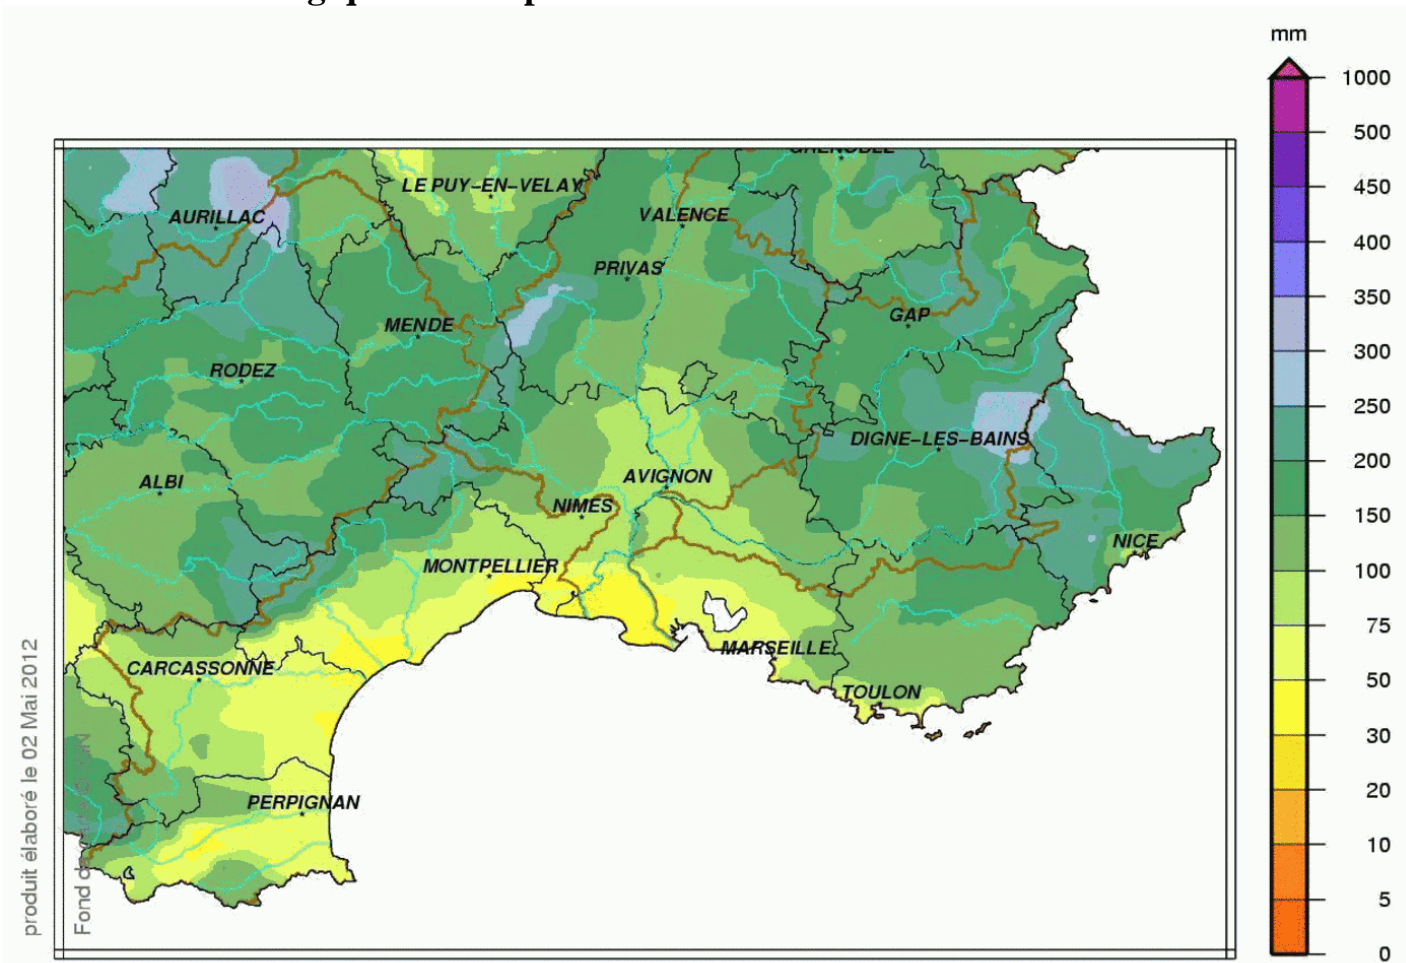 mm
1000
500
450
400
350
300
250
200
150
100
75
50
30
20
10
5
0
GRENOBLE
LE PUY-EN-VELAY
AURILLAC
VALENCE
PRIVAS
GAP
MENDE
RODEZ
DIGNE-LES-BAINS
ALBI
AVIGNON
NIMES
NICE
MONTPELLIER
MARSEILLE
CARCASSONNE
TOULON
PERPIGNAN
produit élaboré le 02 Mai 2012
Fond